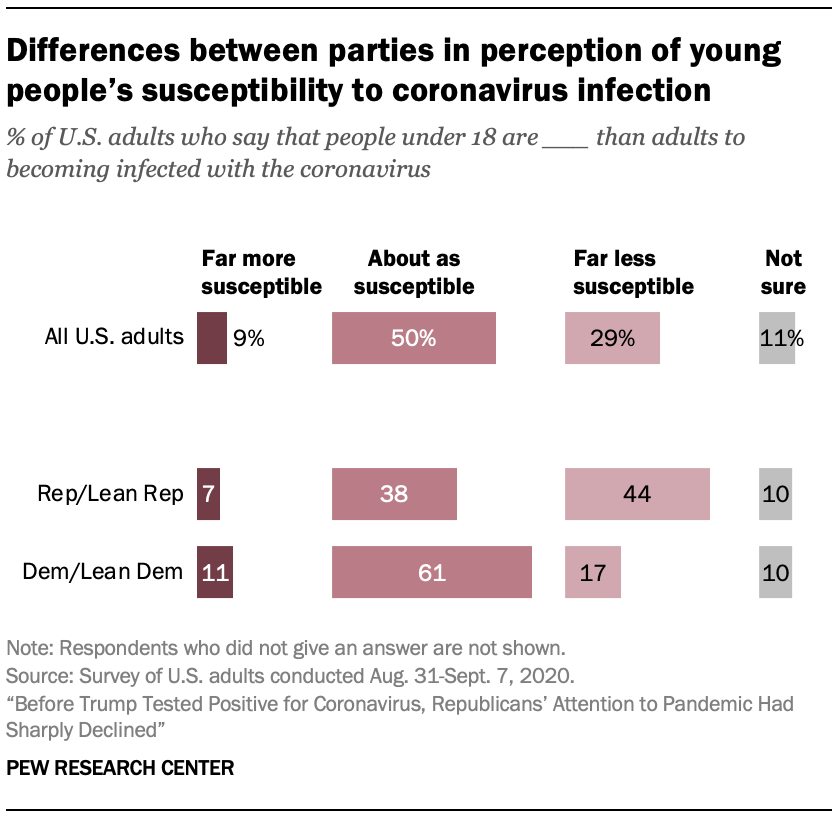 Differences between parties in perception of young
people’s susceptibility to coronavirus infection
% of U.S. adults who say that people under 18 are ___ than adults to
becoming infected with the coronavirus
Far more
susceptible
About as
susceptible
Far less
susceptible
Not
sure
All U.S. adults 9% 50% 29% 11%
Rep/Lean Rep 7 38 44 10
Dem/Lean Dem 11 61 17 10
Note: Respondents who did not give an answer are not shown.
Source: Survey of U.S. adults conducted Aug. 31-Sept. 7, 2020.
“Before Trump Tested Positive for Coronavirus, Republicans’ Attention to Pandemic Had
Sharply Declined”
PEW RESEARCH CENTER